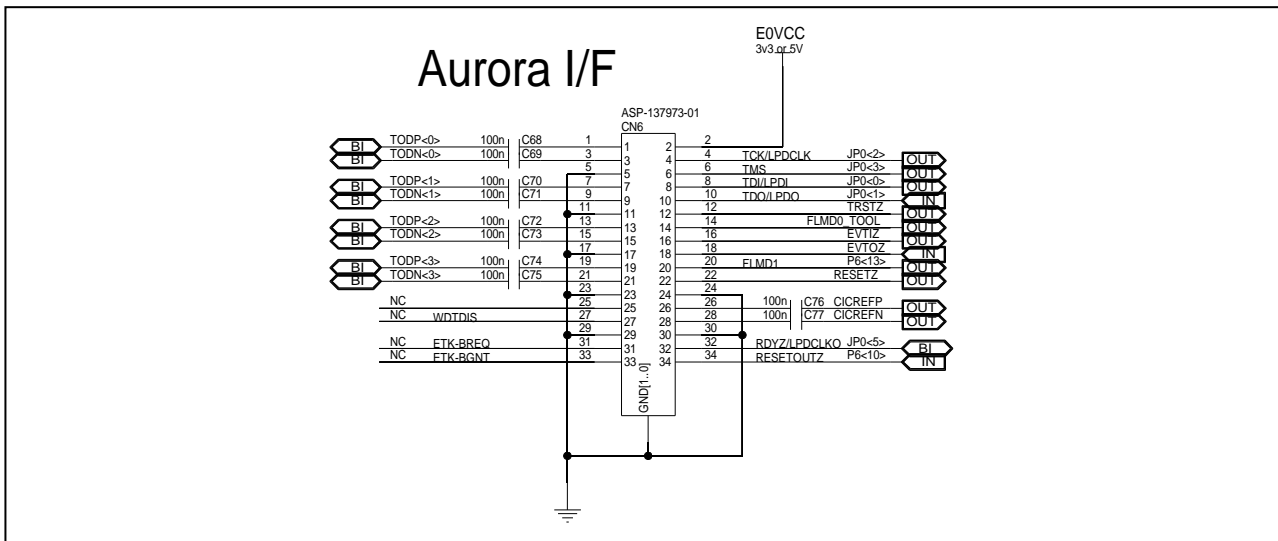 E0VCC
3v3 or 5V
Aurora I/F
ASP-137973-01
CN6
BI TODP<0> 100n C68 1 1 2 2
BI TODN<0> 100n C69 3 3 4 4 TCK/LPDCLK JP0<2> OUT
5 5 6 6 TMS JP0<3> OUT
BI TODP<1> 100n C70 7 7 8 8 TDI/LPDI JP0<0> OUT
BI TODN<1> 100n C71 9 9 10 10 TDO/LPDO JP0<1> IN
11 11 12 12 TRSTZ OUT
BI TODP<2> 100n C72 13 13 14 14 FLMD0_TOOL OUT
BI TODN<2> 100n C73 15 15 16 16 EVTIZ OUT
17 17 18 18 EVTOZ IN
BI TODP<3> 100n C74 19 19 20 20 FLMD1 P6<13> OUT
BI TODN<3> 100n C75 21 21 22 22 RESETZ OUT
23 23 24 24
NC 25 25 26 26 100n C76 CICREFP OUT
NC WDTDIS 27 27 28 28 100n C77 CICREFN OUT
29 29 30 30
NC ETK-BREQ 31 31 32 32 RDYZ/LPDCLKO JP0<5> BI
NC ETK-BGNT 33 33 34 34 RESETOUTZ P6<10> IN
GND[1..0]